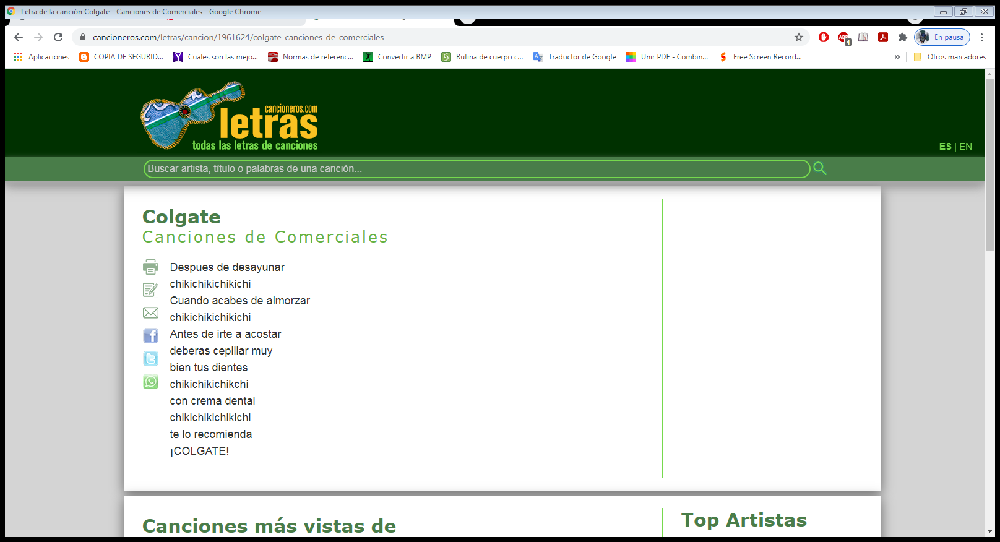 Letra de la canción Colgate - Canciones de Comerciales - Google Chrome
cancioneros.com/letras/cancion/1961624/colgate-canciones-de-comerciales
ABP
4
En pausa
Aplicaciones
COPIA DE SEGURID...
Cuales son las mejo...
Normas de referenc...
Convertir a BMP
Rutina de cuerpo c...
Traductor de Google
Unir PDF - Combin...
Free Screen Record...
»
Otros marcadores
cancioneros.com
letras
todas las letras de canciones
ES | EN
Buscar artista, título o palabras de una canción...
Colgate
Canciones de Comerciales
Despues de desayunar
chikichikichikichi
Cuando acabes de almorzar
chikichikichikichi
Antes de irte a acostar
deberas cepillar muy
bien tus dientes
chikichikichikchi
con crema dental
chikichikichikichi
te lo recomienda
¡COLGATE!
Canciones más vistas de
Top Artistas